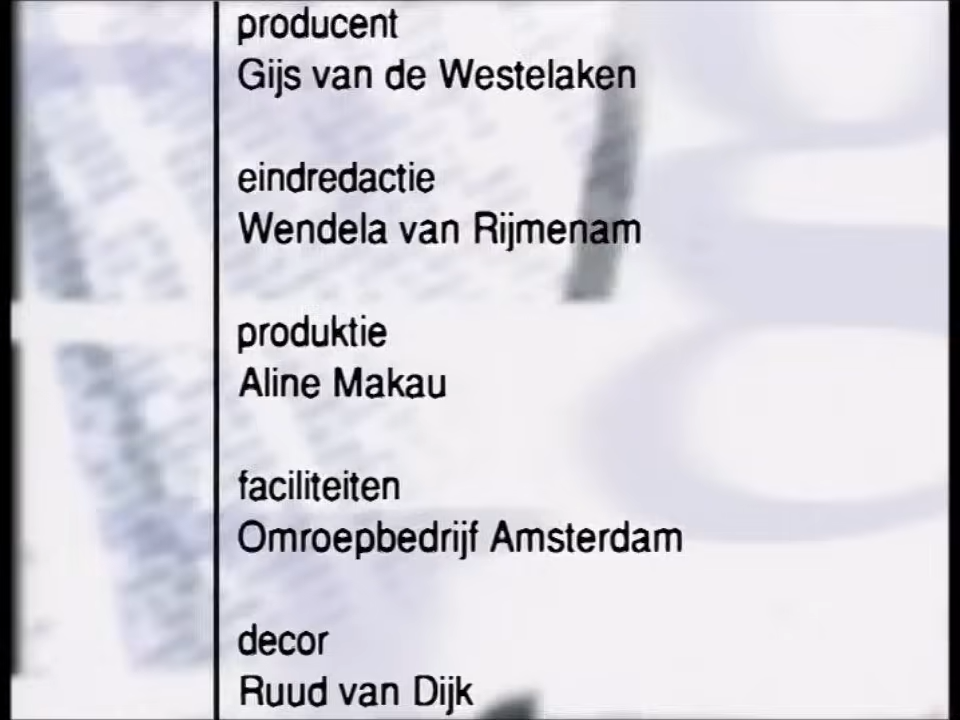 producent
Gijs van de Westelaken
eindredactie
Wendela van Rijmenam
produktie
Aline Makau
faciliteiten
Omroepbedrijf Amsterdam
decor
Ruud van Dijk